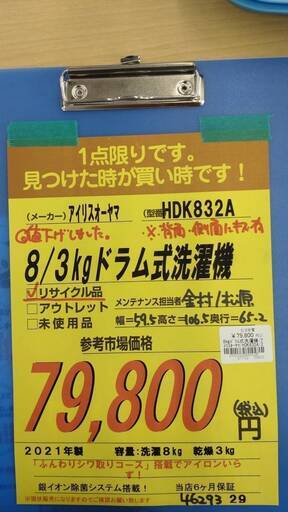 1点限りです。
見つけた時が買い時です！
(メーカー) アイリスオーヤマ (型番) HDK832A
値下げしました。 ※背面・側面にキズ有
8/3kgドラム式洗濯機
リサイクル品
アウトレット
未使用品
メンテナンス担当者 金村/松源
幅=59.5高さ=106.5奥行=65.2
参考市場価格
79,800円(税込)
¥79,800
2021年製 容量:洗濯8kg 乾燥3kg
「ふんわりシワ取りコース」搭載でアイロンいらず！
銀イオン除菌システム搭載！ 当店6ヶ月保証
46293 29